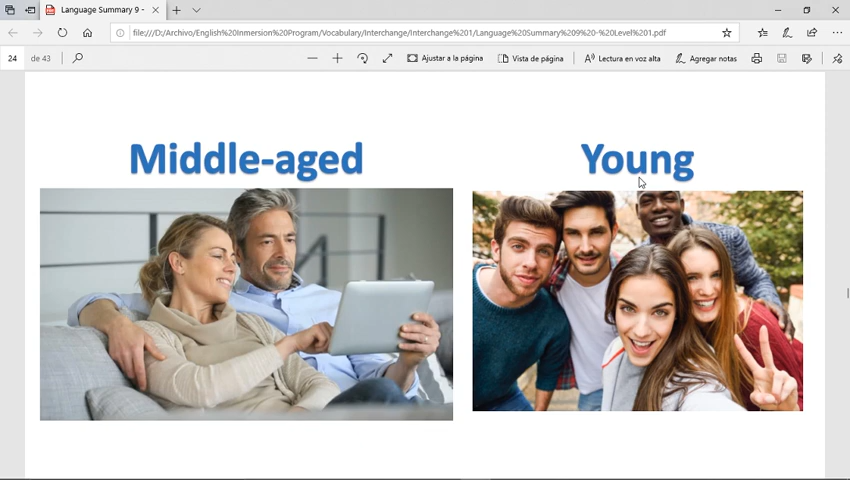 Language Summary 9 -
file:///D:/Archivo/English%20Inmersion%20Program/Vocabulary/Interchange/Interchange%201/Language%20Summary%209%20-%20Level%201.pdf
24 de 43 Ajustar a la página Vista de página Lectura en voz alta Agregar notas
Middle-aged
Young